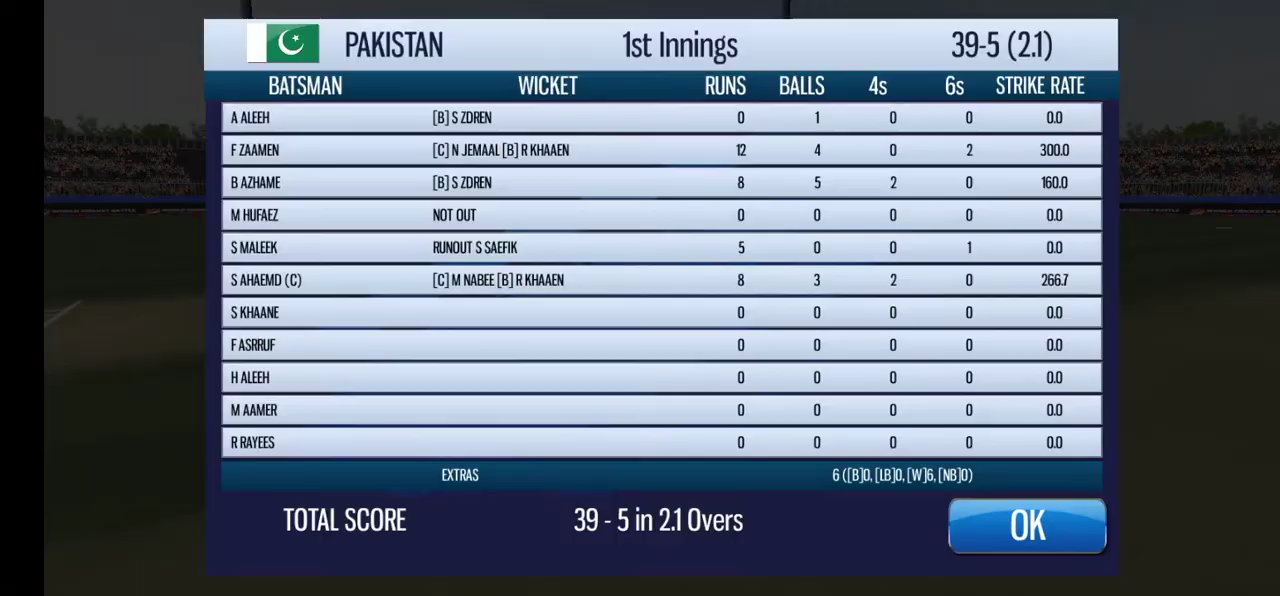 PAKISTAN 1st Innings 39-5 (2.1)
BATSMAN WICKET RUNS BALLS 4s 6s STRIKE RATE
A ALEEH [B] S ZDREN 0 1 0 0 0.0
F ZAAMEN [C] N JEMAAL [B] R KHAAEN 12 4 0 2 300.0
B AZHAME [B] S ZDREN 8 5 2 0 160.0
M HUFAEZ NOT OUT 0 0 0 0 0.0
S MALEEK RUNOUT S SAEFIK 5 0 0 1 0.0
S AHAEMD (C) [C] M NABEE [B] R KHAAEN 8 3 2 0 266.7
S KHAANE 0 0 0 0 0.0
F ASRRUF 0 0 0 0 0.0
H ALEEH 0 0 0 0 0.0
M AAMER 0 0 0 0 0.0
R RAYEES 0 0 0 0 0.0
EXTRAS 6 ([B]0, [LB]0, [W]6, [NB]0)
TOTAL SCORE 39 - 5 in 2.1 Overs OK